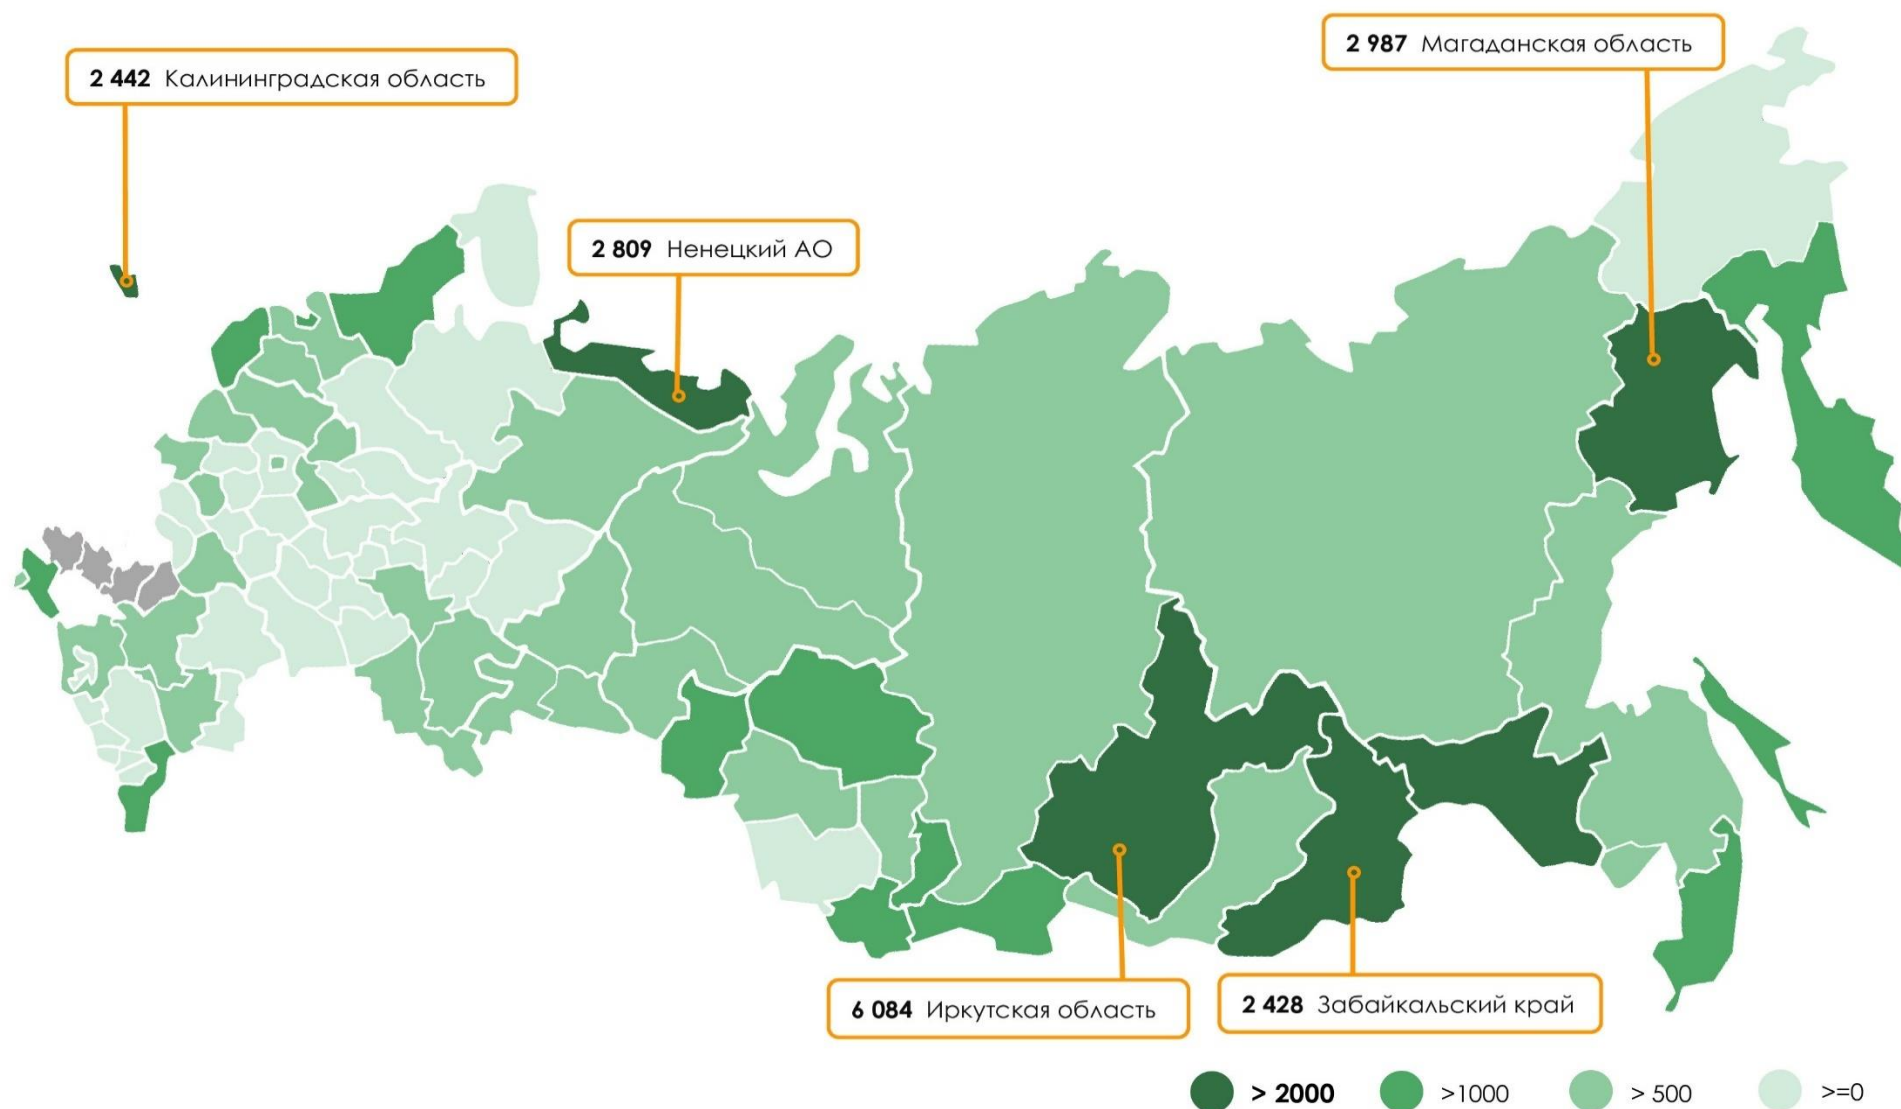 2 987 Магаданская область
2 442 Калининградская область
2 809 Ненецкий АО
6 084 Иркутская область
2 428 Забайкальский край
> 2000
>1000
> 500
>=0